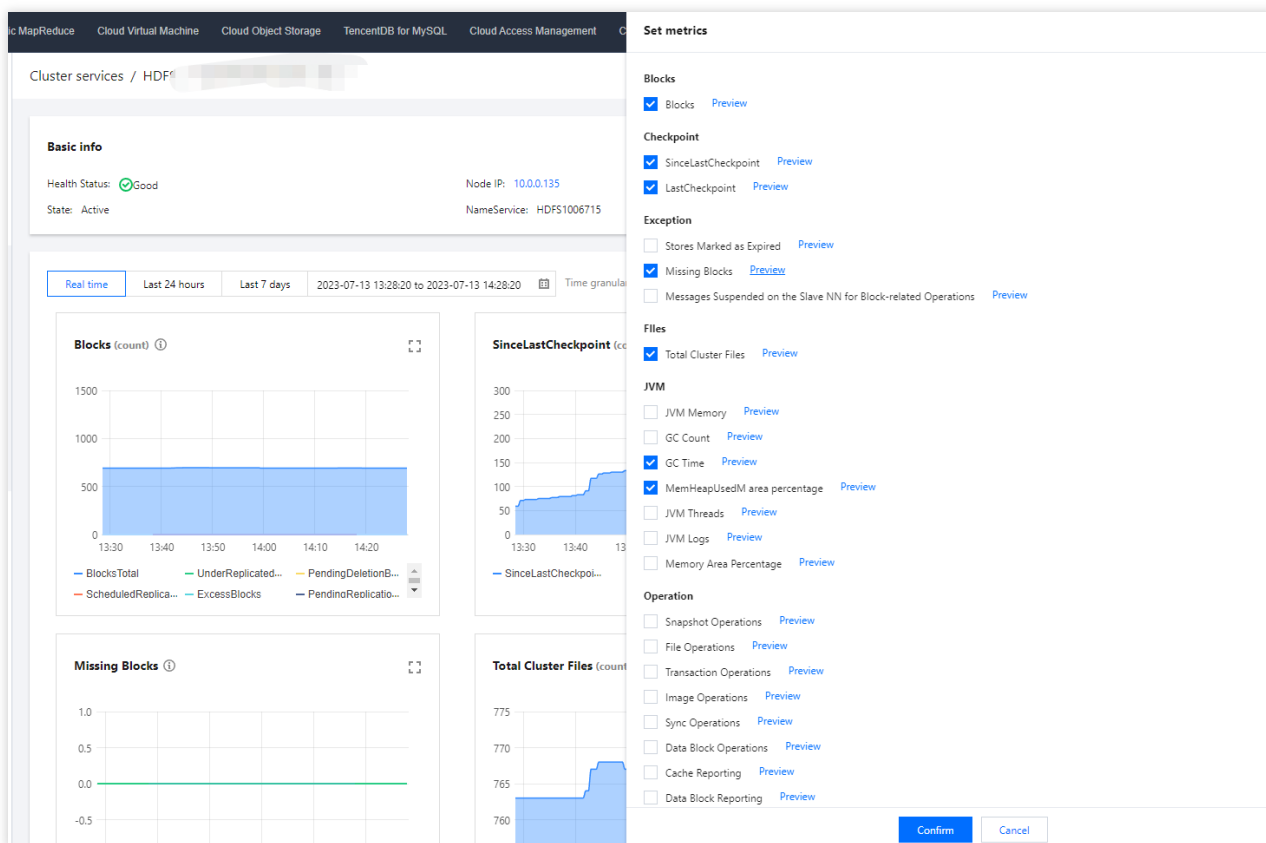 ic MapReduce Cloud Virtual Machine Cloud Object Storage TencentDB for MySQL Cloud Access Management C
Cluster services / HDFS
Basic info
Health Status: Good
Node IP: 10.0.0.135
State: Active
NameService: HDFS1006715
Real time Last 24 hours Last 7 days 2023-07-13 13:28:20 to 2023-07-13 14:28:20 Time granula
Blocks (count)
1500
1000
500
0
13:30 13:40 13:50 14:00 14:10 14:20
BlocksTotal UnderReplicated... PendingDeletionB...
ScheduledReplica... ExcessBlocks PendingReplicatio...
SinceLastCheckpoint (co
300
250
200
150
100
50
0
13:30 13:40 13
SinceLastCheckpoi...
Missing Blocks
1.0
0.5
0.0
-0.5
Total Cluster Files (count
775
770
765
760
Set metrics
Blocks
Blocks Preview
Checkpoint
SinceLastCheckpoint Preview
LastCheckpoint Preview
Exception
Stores Marked as Expired Preview
Missing Blocks Preview
Messages Suspended on the Slave NN for Block-related Operations Preview
FIles
Total Cluster Files Preview
JVM
JVM Memory Preview
GC Count Preview
GC Time Preview
MemHeapUsedM area percentage Preview
JVM Threads Preview
JVM Logs Preview
Memory Area Percentage Preview
Operation
Snapshot Operations Preview
File Operations Preview
Transaction Operations Preview
Image Operations Preview
Sync Operations Preview
Data Block Operations Preview
Cache Reporting Preview
Data Block Reporting Preview
Confirm Cancel